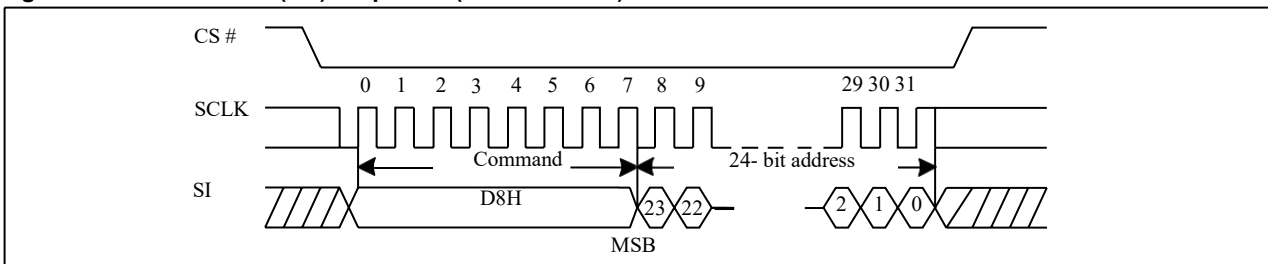 CS #
0 1 2 3 4 5 6 7 8 9 29 30 31
SCLK
Command 24- bit address
SI
D8H
23 22 2 1 0
MSB